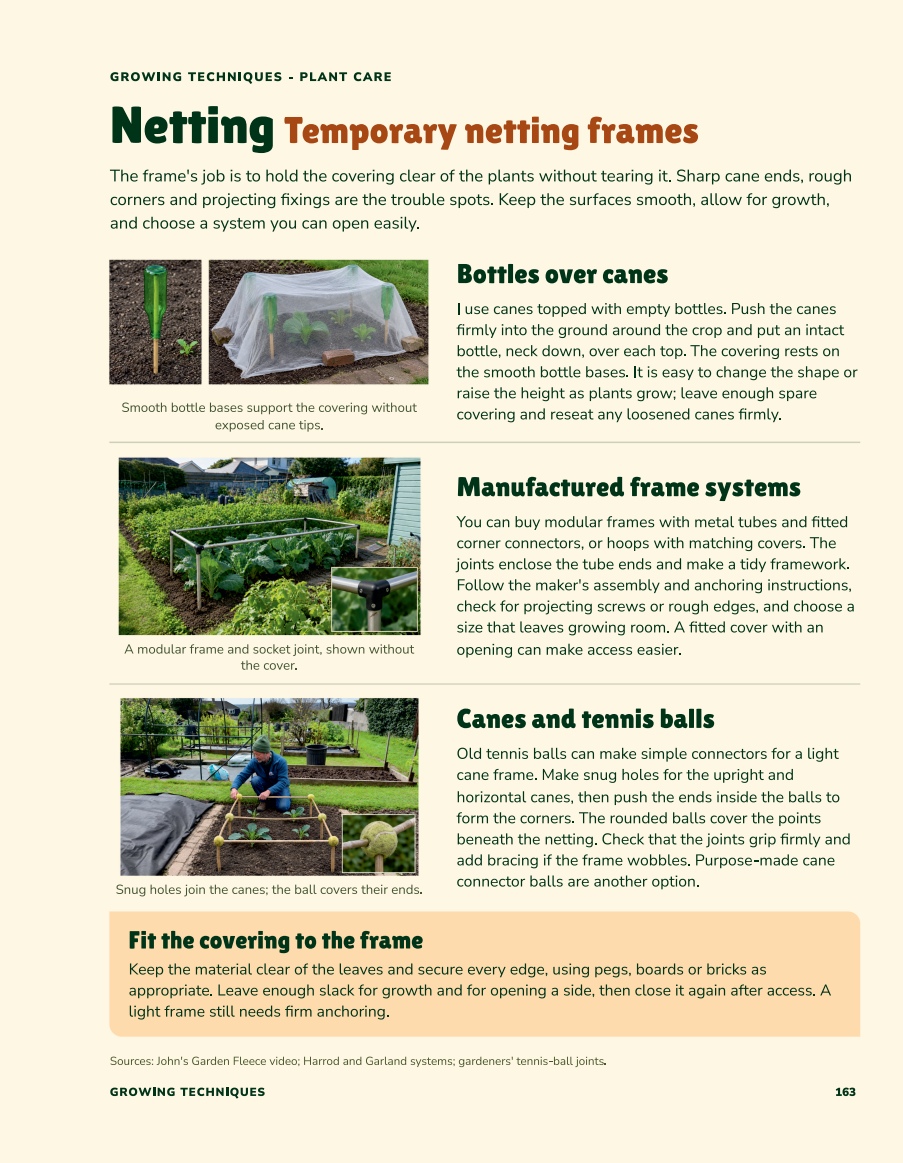 GROWING TECHNIQUES - PLANT CARE
Netting Temporary netting frames
The frame's job is to hold the covering clear of the plants without tearing it. Sharp cane ends, rough
corners and projecting fixings are the trouble spots. Keep the surfaces smooth, allow for growth,
and choose a system you can open easily.
Smooth bottle bases support the covering without
exposed cane tips.
Bottles over canes
I use canes topped with empty bottles. Push the canes
firmly into the ground around the crop and put an intact
bottle, neck down, over each top. The covering rests on
the smooth bottle bases. It is easy to change the shape or
raise the height as plants grow; leave enough spare
covering and reseat any loosened canes firmly.
A modular frame and socket joint, shown without
the cover.
Manufactured frame systems
You can buy modular frames with metal tubes and fitted
corner connectors, or hoops with matching covers. The
joints enclose the tube ends and make a tidy framework.
Follow the maker's assembly and anchoring instructions,
check for projecting screws or rough edges, and choose a
size that leaves growing room. A fitted cover with an
opening can make access easier.
Snug holes join the canes; the ball covers their ends.
Canes and tennis balls
Old tennis balls can make simple connectors for a light
cane frame. Make snug holes for the upright and
horizontal canes, then push the ends inside the balls to
form the corners. The rounded balls cover the points
beneath the netting. Check that the joints grip firmly and
add bracing if the frame wobbles. Purpose-made cane
connector balls are another option.
Fit the covering to the frame
Keep the material clear of the leaves and secure every edge, using pegs, boards or bricks as
appropriate. Leave enough slack for growth and for opening a side, then close it again after access. A
light frame still needs firm anchoring.
Sources: John's Garden Fleece video; Harrod and Garland systems; gardeners' tennis-ball joints.
GROWING TECHNIQUES
163